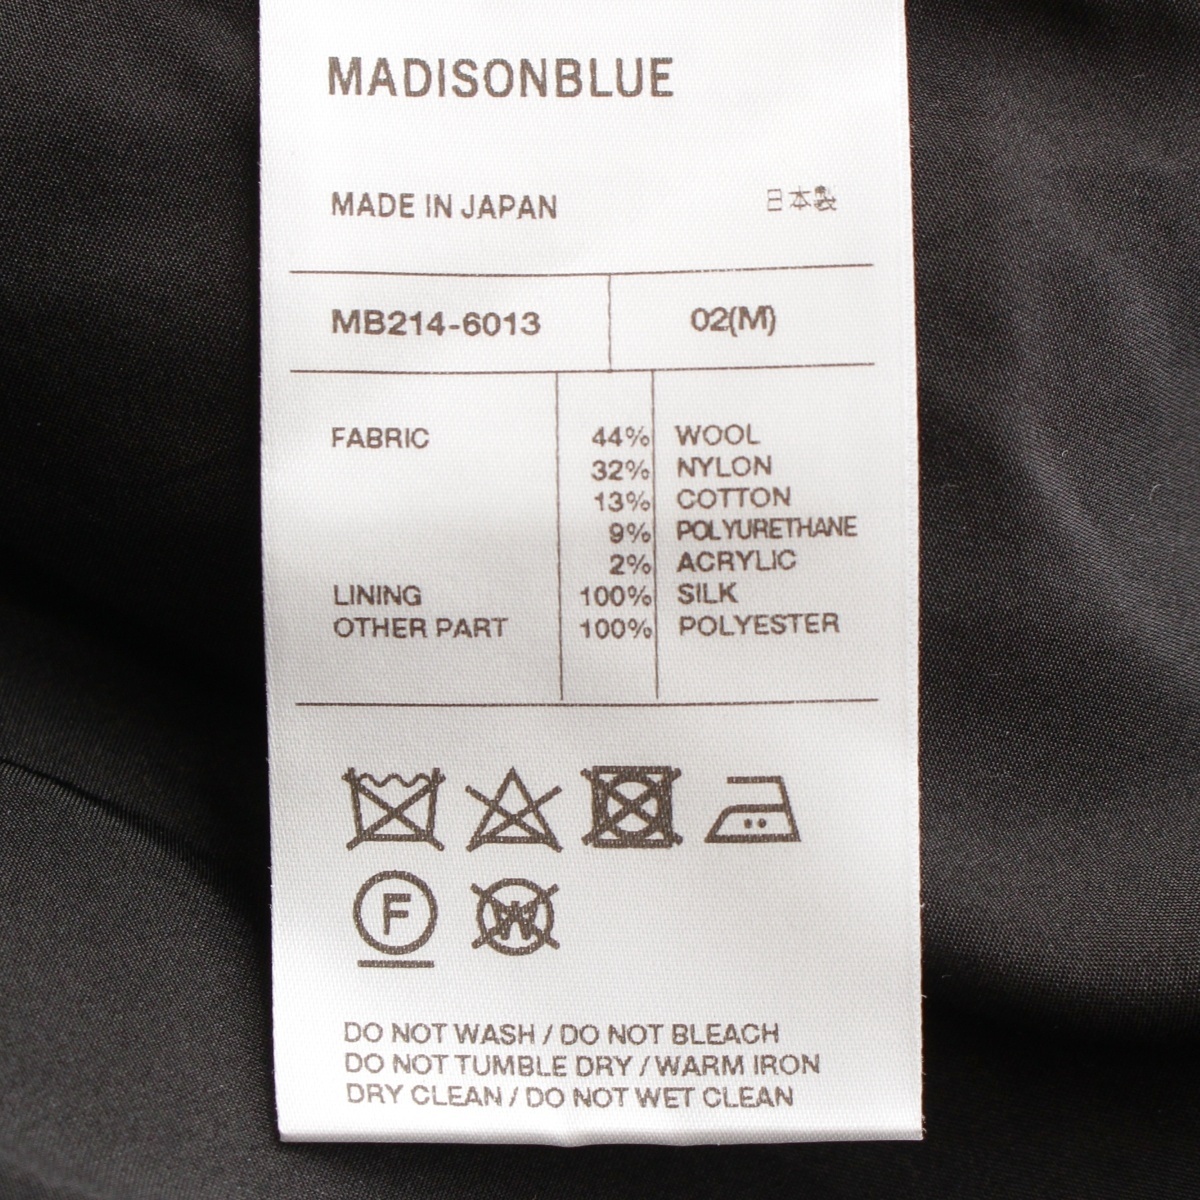 MADISONBLUE
MADE IN JAPAN 日本製
MB214-6013 02(M)
FABRIC 44% WOOL
32% NYLON
13% COTTON
9% POLYURETHANE
2% ACRYLIC
LINING 100% SILK
OTHER PART 100% POLYESTER
F W
DO NOT WASH / DO NOT BLEACH
DO NOT TUMBLE DRY / WARM IRON
DRY CLEAN / DO NOT WET CLEAN